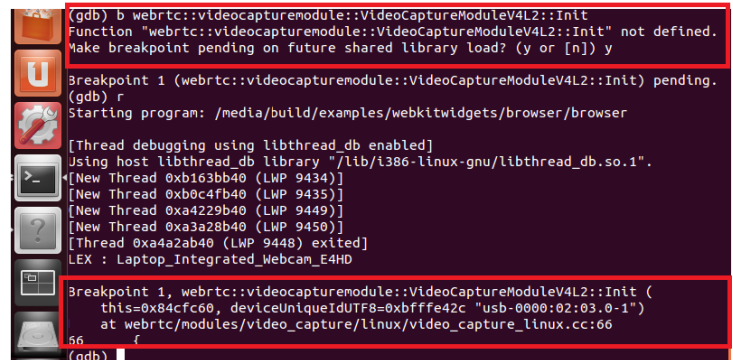 (gdb) b webrtc::videocapturemodule::VideoCaptureModuleV4L2::Init
Function "webrtc::videocapturemodule::VideoCaptureModuleV4L2::Init" not defined.
Make breakpoint pending on future shared library load? (y or [n]) y
Breakpoint 1 (webrtc::videocapturemodule::VideoCaptureModuleV4L2::Init) pending.
(gdb) r
Starting program: /media/build/examples/webkitwidgets/browser/browser
[Thread debugging using libthread_db enabled]
Using host libthread_db library "/lib/i386-linux-gnu/libthread_db.so.1".
[New Thread 0xb163bb40 (LWP 9434)]
[New Thread 0xb0c4fb40 (LWP 9435)]
[New Thread 0xa4229b40 (LWP 9449)]
[New Thread 0xa3a28b40 (LWP 9450)]
[Thread 0xa4a2ab40 (LWP 9448) exited]
LEX : Laptop_Integrated_Webcam_E4HD
Breakpoint 1, webrtc::videocapturemodule::VideoCaptureModuleV4L2::Init (
this=0x84cfc60, deviceUniqueIdUTF8=0xbfffe42c "usb-0000:02:03.0-1")
at webrtc/modules/video_capture/linux/video_capture_linux.cc:66
66 {
(gdb)